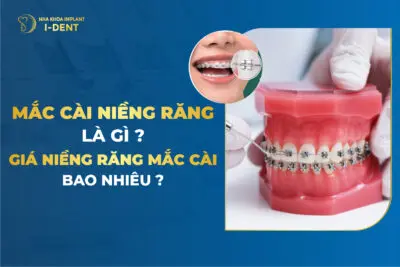 NHA KHOA IMPLANT
I-DENT
MẮC CÀI NIỀNG RĂNG
LÀ GÌ ?
GIÁ NIỀNG RĂNG MẮC CÀI
BAO NHIÊU ?